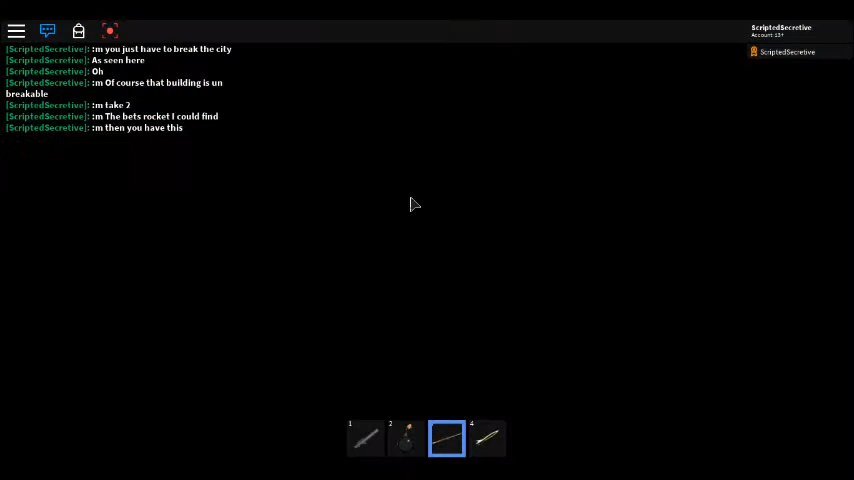 ScriptedSecretive
Account: 13+
ScriptedSecretive
[ScriptedSecretive]: :m you just have to break the city
[ScriptedSecretive]: As seen here
[ScriptedSecretive]: Oh
[ScriptedSecretive]: :m Of course that building is un
breakable
[ScriptedSecretive]: :m take 2
[ScriptedSecretive]: :m The bets rocket I could find
[ScriptedSecretive]: :m then you have this
1
2
4